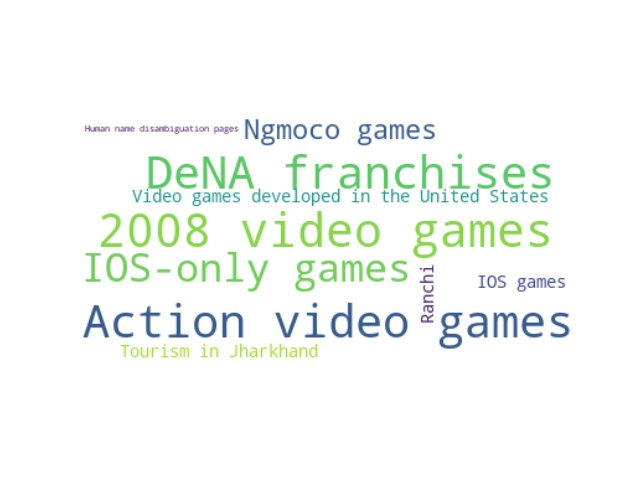 Human name disambiguation pages
Ngmoco games
DeNA franchises
Video games developed in the United States
2008 video games
IOS-only games
Ranchi
IOS games
Action video games
Tourism in Jharkhand